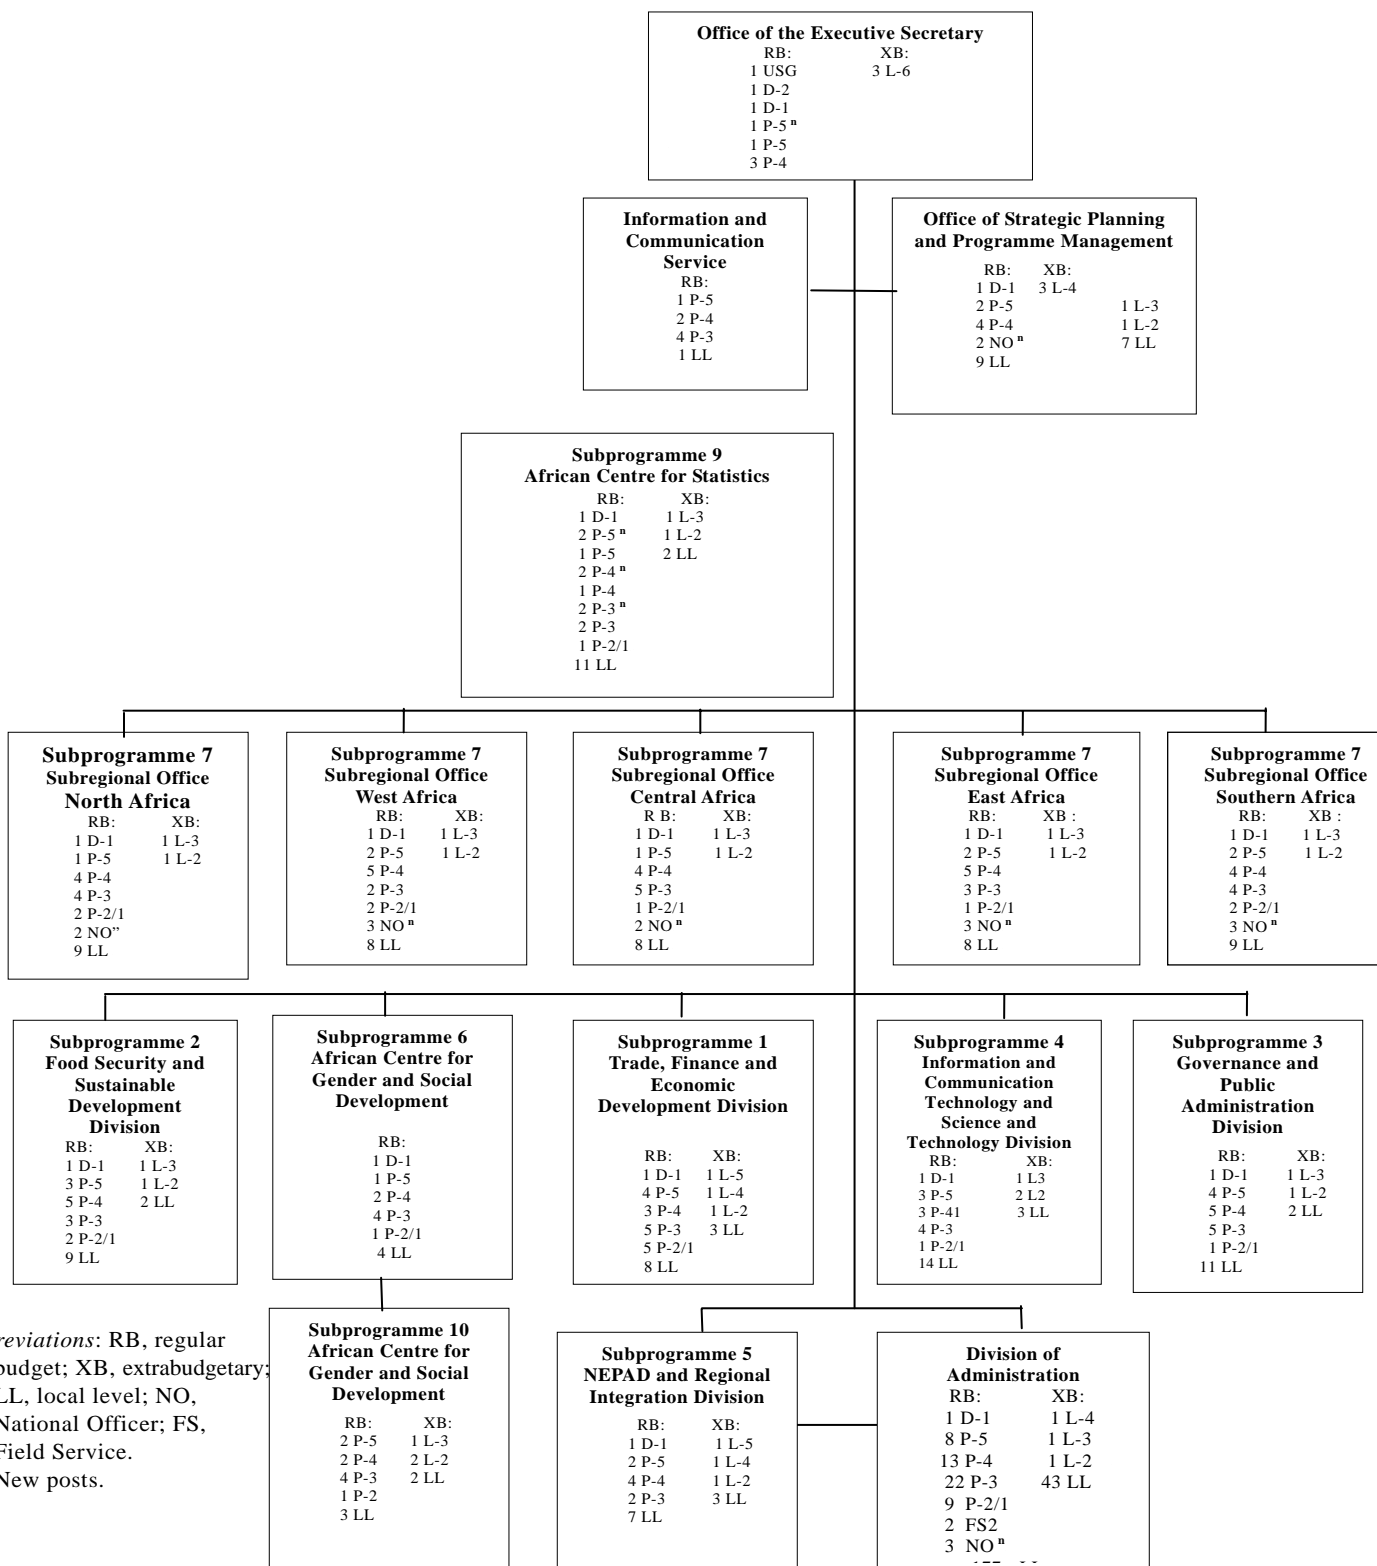 Office of the Executive Secretary
RB: XB:
1 USG 3 L-6
1 D-2
1 D-1
1 P-5 n
1 P-5
3 P-4
Information and
Communication
Service
RB:
1 P-5
2 P-4
4 P-3
1 LL
Office of Strategic Planning
and Programme Management
RB: XB:
1 D-1 3 L-4
2 P-5 1 L-3
4 P-4 1 L-2
2 NO n 7 LL
9 LL
Subprogramme 9
African Centre for Statistics
RB: XB:
1 D-1 1 L-3
2 P-5 n 1 L-2
1 P-5 2 LL
2 P-4 n
1 P-4
2 P-3 n
2 P-3
1 P-2/1
11 LL
Subprogramme 7
Subregional Office
North Africa
RB: XB:
1 D-1 1 L-3
1 P-5 1 L-2
4 P-4
4 P-3
2 P-2/1
2 NO”
9 LL
Subprogramme 7
Subregional Office
West Africa
RB: XB:
1 D-1 1 L-3
2 P-5 1 L-2
5 P-4
2 P-3
2 P-2/1
3 NO n
8 LL
Subprogramme 7
Subregional Office
Central Africa
R B: XB:
1 D-1 1 L-3
1 P-5 1 L-2
4 P-4
5 P-3
1 P-2/1
2 NO n
8 LL
Subprogramme 7
Subregional Office
East Africa
RB: XB :
1 D-1 1 L-3
2 P-5 1 L-2
5 P-4
3 P-3
1 P-2/1
3 NO n
8 LL
Subprogramme 7
Subregional Office
Southern Africa
RB: XB :
1 D-1 1 L-3
2 P-5 1 L-2
4 P-4
4 P-3
2 P-2/1
3 NO n
9 LL
Subprogramme 2
Food Security and
Sustainable
Development
Division
RB: XB:
1 D-1 1 L-3
3 P-5 1 L-2
5 P-4 2 LL
3 P-3
2 P-2/1
9 LL
Subprogramme 6
African Centre for
Gender and Social
Development
RB:
1 D-1
1 P-5
2 P-4
4 P-3
1 P-2/1
4 LL
Subprogramme 1
Trade, Finance and
Economic
Development Division
RB: XB:
1 D-1 1 L-5
4 P-5 1 L-4
3 P-4 1 L-2
5 P-3 3 LL
5 P-2/1
8 LL
Subprogramme 4
Information and
Communication
Technology and
Science and
Technology Division
RB: XB:
1 D-1 1 L3
3 P-5 2 L2
3 P-41 3 LL
4 P-3
1 P-2/1
14 LL
Subprogramme 3
Governance and
Public
Administration
Division
RB: XB:
1 D-1 1 L-3
4 P-5 1 L-2
5 P-4 2 LL
5 P-3
1 P-2/1
11 LL
reviations: RB, regular
budget; XB, extrabudgetary;
LL, local level; NO,
National Officer; FS,
Field Service.
New posts.
Subprogramme 10
African Centre for
Gender and Social
Development
RB: XB:
2 P-5 1 L-3
2 P-4 2 L-2
4 P-3 2 LL
1 P-2
3 LL
Subprogramme 5
NEPAD and Regional
Integration Division
RB: XB:
1 D-1 1 L-5
2 P-5 1 L-4
4 P-4 1 L-2
2 P-3 3 LL
7 LL
Division of
Administration
RB: XB:
1 D-1 1 L-4
8 P-5 1 L-3
13 P-4 1 L-2
22 P-3 43 LL
9 P-2/1
2 FS2
3 NO n